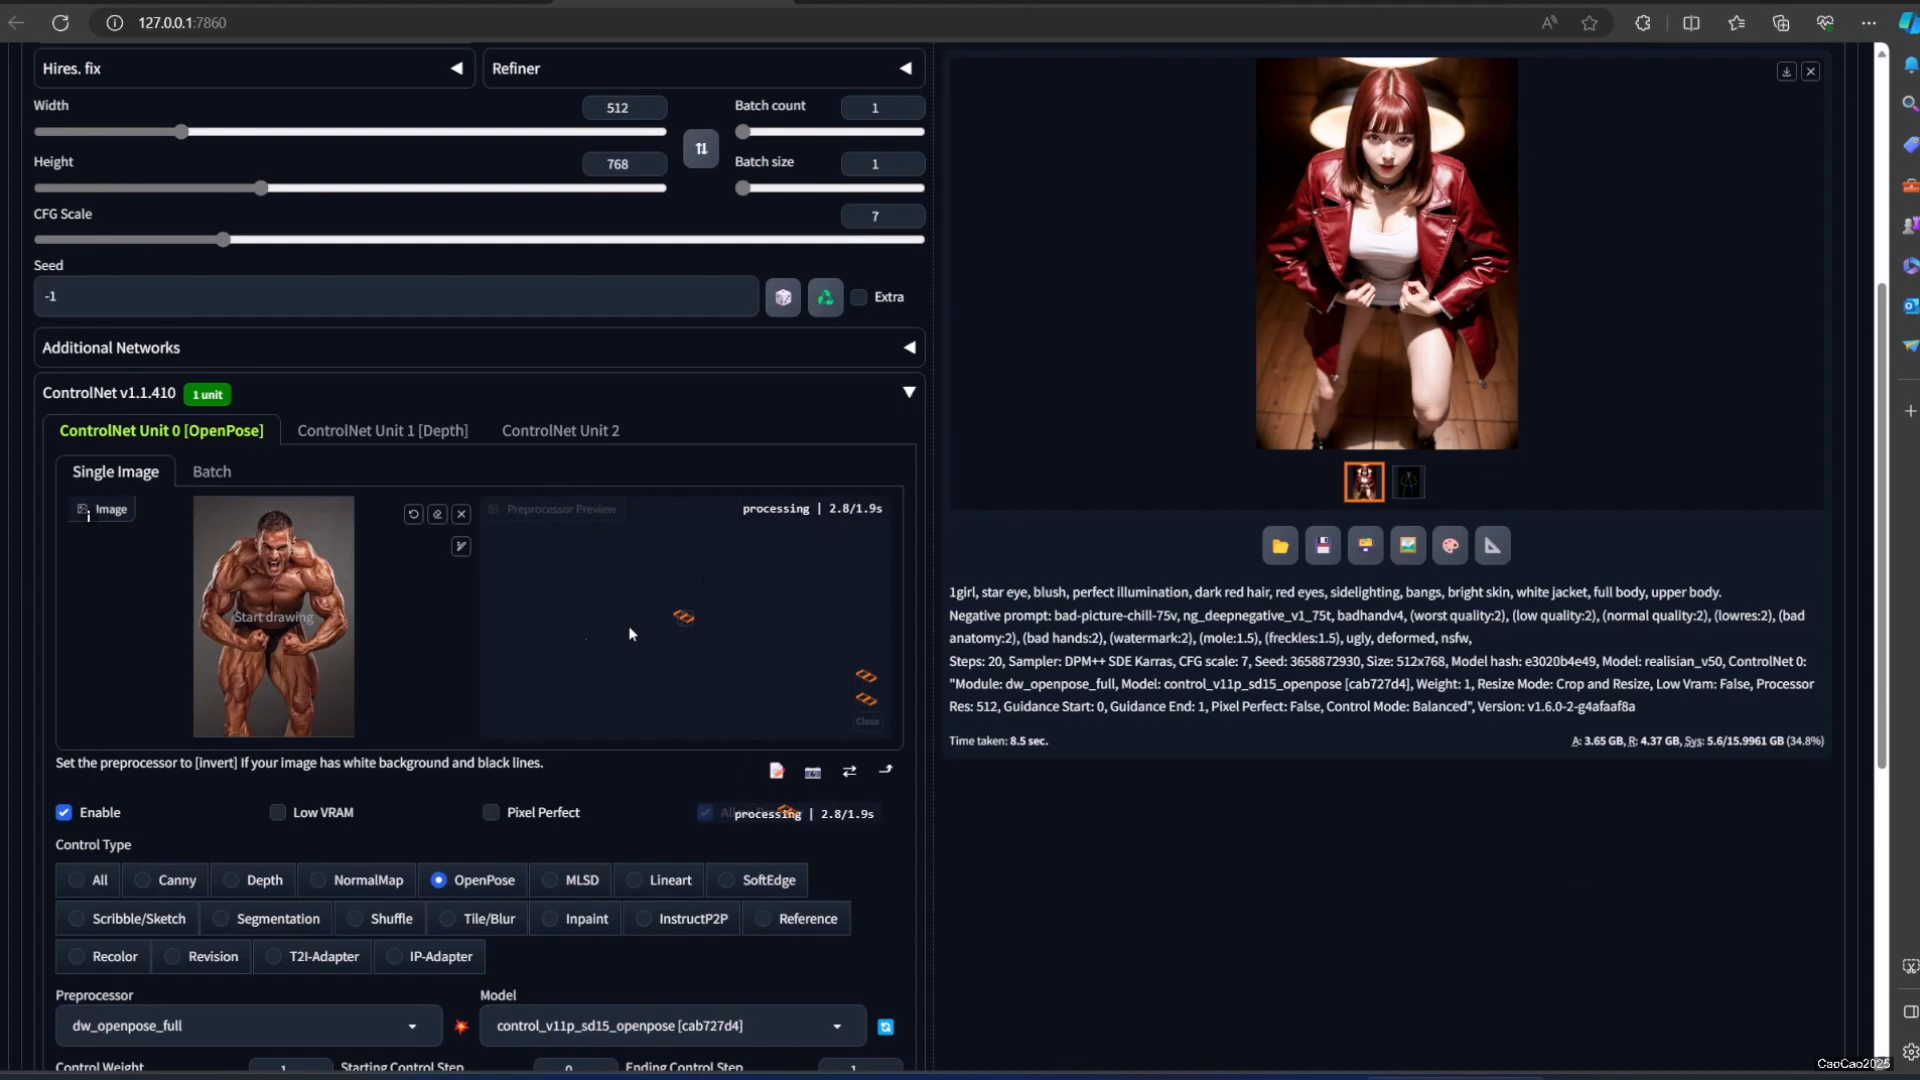 127.0.0.1:7860
Hires. fix
Refiner
Width
512
Batch count
1
Height
768
Batch size
1
CFG Scale
7
Seed
-1
Extra
Additional Networks
ControlNet v1.1.410
1 unit
ControlNet Unit 0 [OpenPose]
ControlNet Unit 1 [Depth]
ControlNet Unit 2
Single Image
Batch
Image
Start drawing
Preprocessor Preview
processing | 2.8/1.9s
Close
Set the preprocessor to [invert] If your image has white background and black lines.
Enable
Low VRAM
Pixel Perfect
processing | 2.8/1.9s
Control Type
All
Canny
Depth
NormalMap
OpenPose
MLSD
Lineart
SoftEdge
Scribble/Sketch
Segmentation
Shuffle
Tile/Blur
Inpaint
InstructP2P
Reference
Recolor
Revision
T2I-Adapter
IP-Adapter
Preprocessor
Model
dw_openpose_full
control_v11p_sd15_openpose [cab727d4]
Control Weight
1
Starting Control Step
0
Ending Control Step
1
1girl, star eye, blush, perfect illumination, dark red hair, red eyes, sidelighting, bangs, bright skin, white jacket, full body, upper body.
Negative prompt: bad-picture-chill-75v, ng_deepnegative_v1_75t, badhandv4, (worst quality:2), (low quality:2), (normal quality:2), (lowres:2), (bad
anatomy:2), (bad hands:2), (watermark:2), (mole:1.5), (freckles:1.5), ugly, deformed, nsfw,
Steps: 20, Sampler: DPM++ SDE Karras, CFG scale: 7, Seed: 3658872930, Size: 512x768, Model hash: e3020b4e49, Model: realisian_v50, ControlNet 0:
"Module: dw_openpose_full, Model: control_v11p_sd15_openpose [cab727d4], Weight: 1, Resize Mode: Crop and Resize, Low Vram: False, Processor
Res: 512, Guidance Start: 0, Guidance End: 1, Pixel Perfect: False, Control Mode: Balanced", Version: v1.6.0-2-g4afaaf8a
Time taken: 8.5 sec.
A: 3.65 GB, R: 4.37 GB, Sys: 5.6/15.9961 GB (34.8%)
CaoCao2025